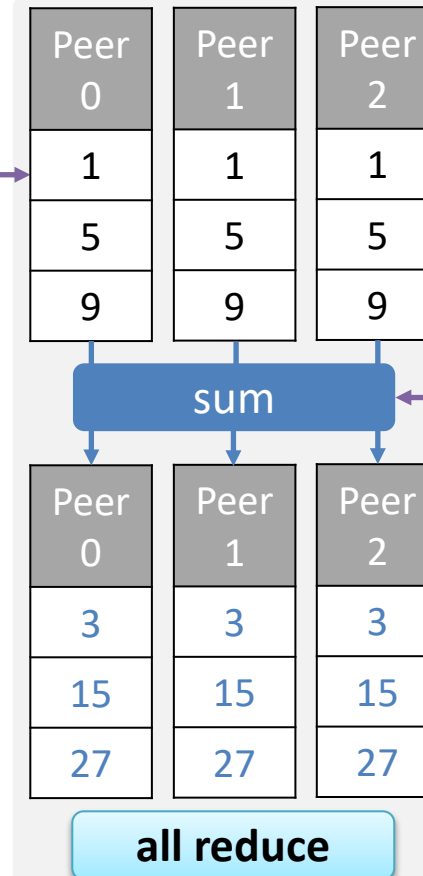 Peer Peer Peer
0 1 2
1 1 1
5 5 5
9 9 9
sum
Peer Peer Peer
0 1 2
3 3 3
15 15 15
27 27 27
all reduce